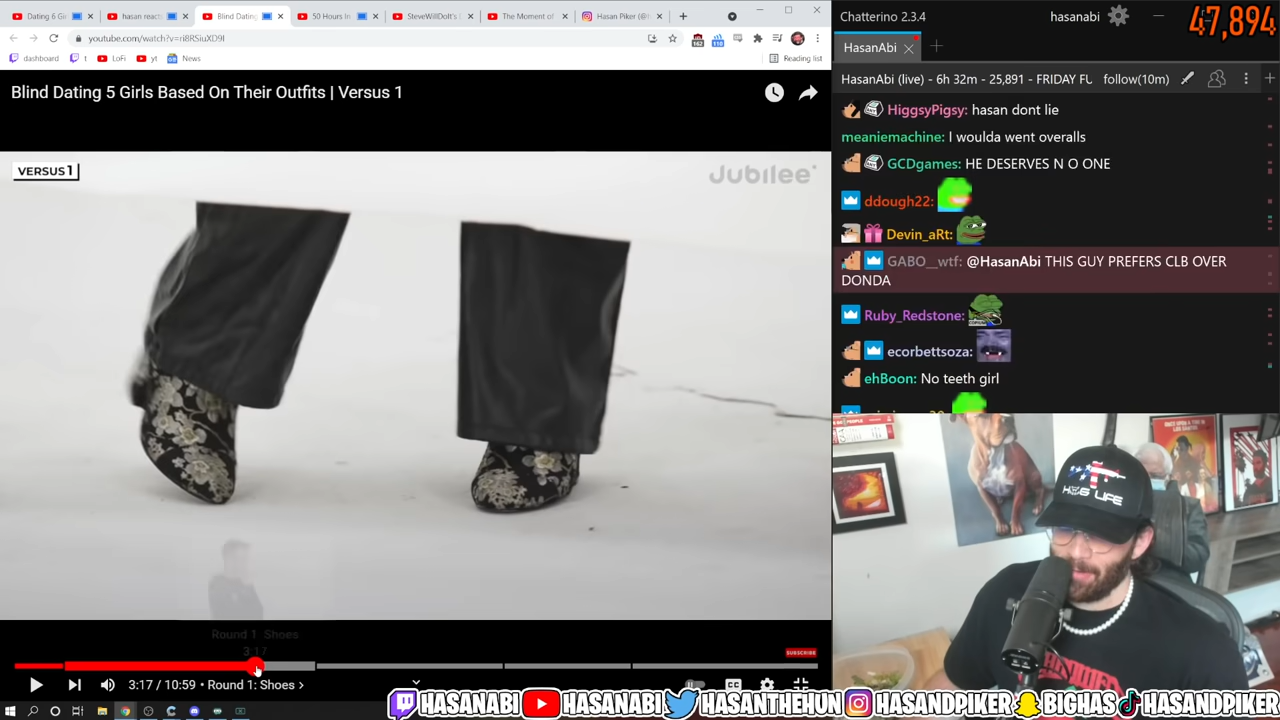 Dating 6 Gi
hasan react
Blind Dating
50 Hours In
SteveWillDoIt's
The Moment of
Hasan Piker (@h
youtube.com/watch?v=ri8RSiuXD9I
dashboard
t
LoFi
yt
News
Reading list
Blind Dating 5 Girls Based On Their Outfits | Versus 1
VERSUS 1
Jubilee
Round 1 Shoes
3:17
SUBSCRIBE
3:17 / 10:59 • Round 1: Shoes
Chatterino 2.3.4
hasanabi
47,894
HasanAbi
HasanAbi (live) - 6h 32m - 25,891 - FRIDAY FU
follow(10m)
HiggsyPigsy: hasan dont lie
meaniemachine: I woulda went overalls
GCDgames: HE DESERVES N O ONE
ddough22:
Devin_aRt:
GABO__wtf: @HasanAbi THIS GUY PREFERS CLB OVER
DONDA
Ruby_Redstone:
ecorbettsoza:
ehBoon: No teeth girl
LIFE
HASANABI
HASANABI
HASANTHEHUN
HASANDPIKER
BIGHAS
HASANDPIKER